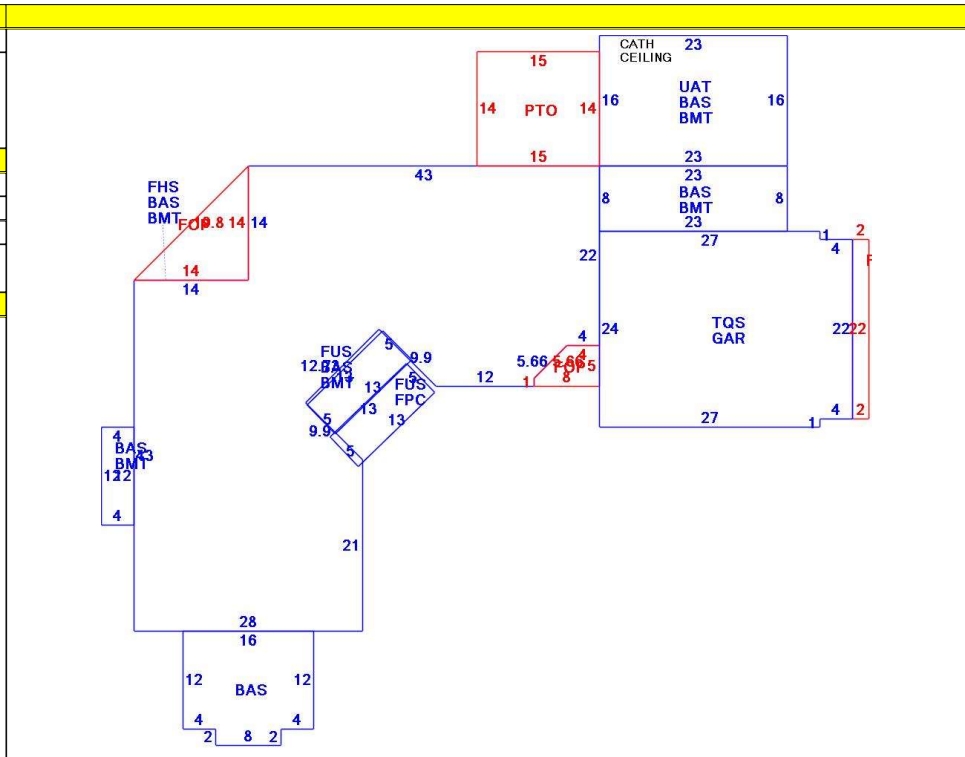 CATH 23
CEILING
15
UAT
14 PTO 14 16 BAS 16
BMT
15 23
43 23
FHS
BAS
BMT
BAS
8 BMT 8
14 14
23
27 1 2
4
14
14
22
TQS
24 GAR 22 22
4
FUS 5 9.9 5.66 4
BAS
BMT 13 5 12 1 8 5
FUS
FPC
13
13
5
9.9
5
27 1 4 2
4
BAS
BMT 43
12
4
21
28
16
12 12
BAS
4 4
2 8 2